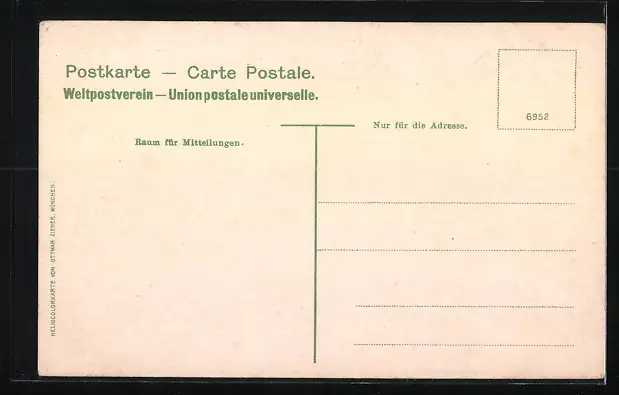 Postkarte — Carte Postale.
Weltpostverein — Union postale universelle.
6952
Nur für die Adresse.
Raum für Mitteilungen.
HELIOCOLORKARTE VON OTTMAR ZIEHER, MÜNCHEN.